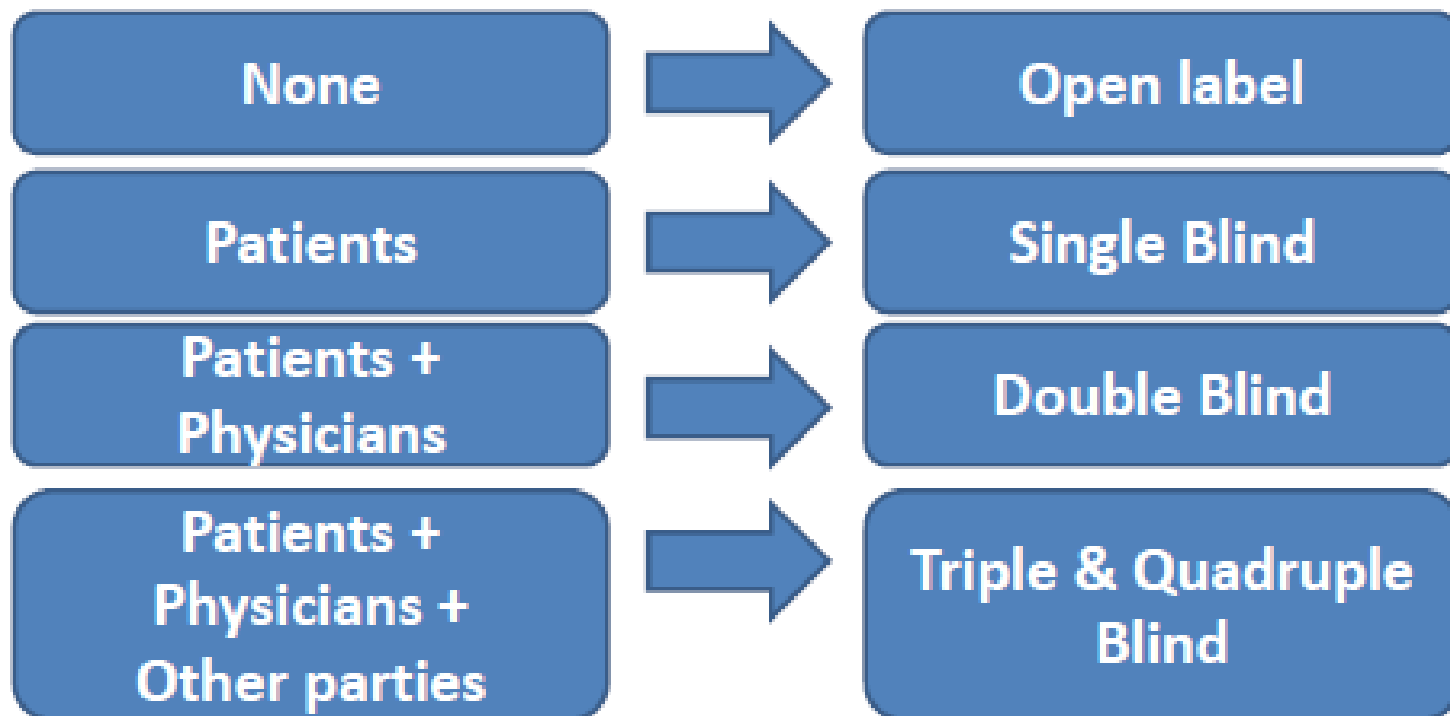 None
Open label
Patients
Single Blind
Patients +
Physicians
Double Blind
Patients +
Physicians +
Other parties
Triple & Quadruple
Blind